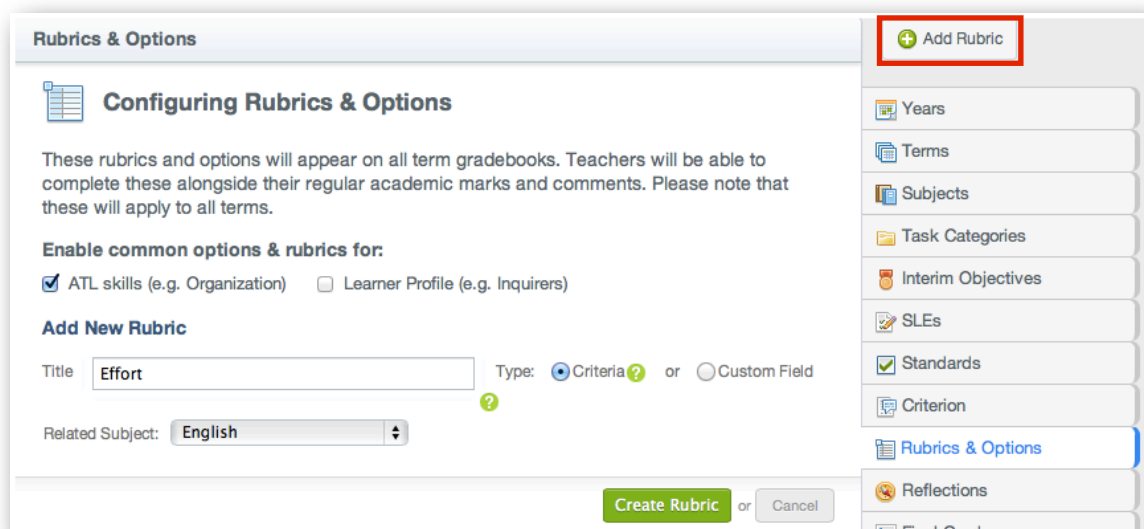 Rubrics & Options
Add Rubric
Configuring Rubrics & Options
These rubrics and options will appear on all term gradebooks. Teachers will be able to
complete these alongside their regular academic marks and comments. Please note that
these will apply to all terms.
Enable common options & rubrics for:
ATL skills (e.g. Organization) Learner Profile (e.g. Inquirers)
Add New Rubric
Title Effort Type: Criteria ? or Custom Field
?
Related Subject: English
Create Rubric or Cancel
Years
Terms
Subjects
Task Categories
Interim Objectives
SLEs
Standards
Criterion
Rubrics & Options
Reflections